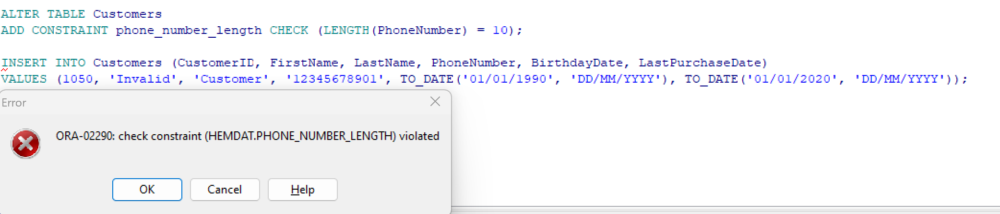 ALTER TABLE Customers
ADD CONSTRAINT phone_number_length CHECK (LENGTH(PhoneNumber) = 10);
INSERT INTO Customers (CustomerID, FirstName, LastName, PhoneNumber, BirthdayDate, LastPurchaseDate)
VALUES (1050, 'Invalid', 'Customer', '12345678901', TO_DATE('01/01/1990', 'DD/MM/YYYY'), TO_DATE('01/01/2020', 'DD/MM/YYYY'));
Error
ORA-02290: check constraint (HEMDAT.PHONE_NUMBER_LENGTH) violated
OK Cancel Help